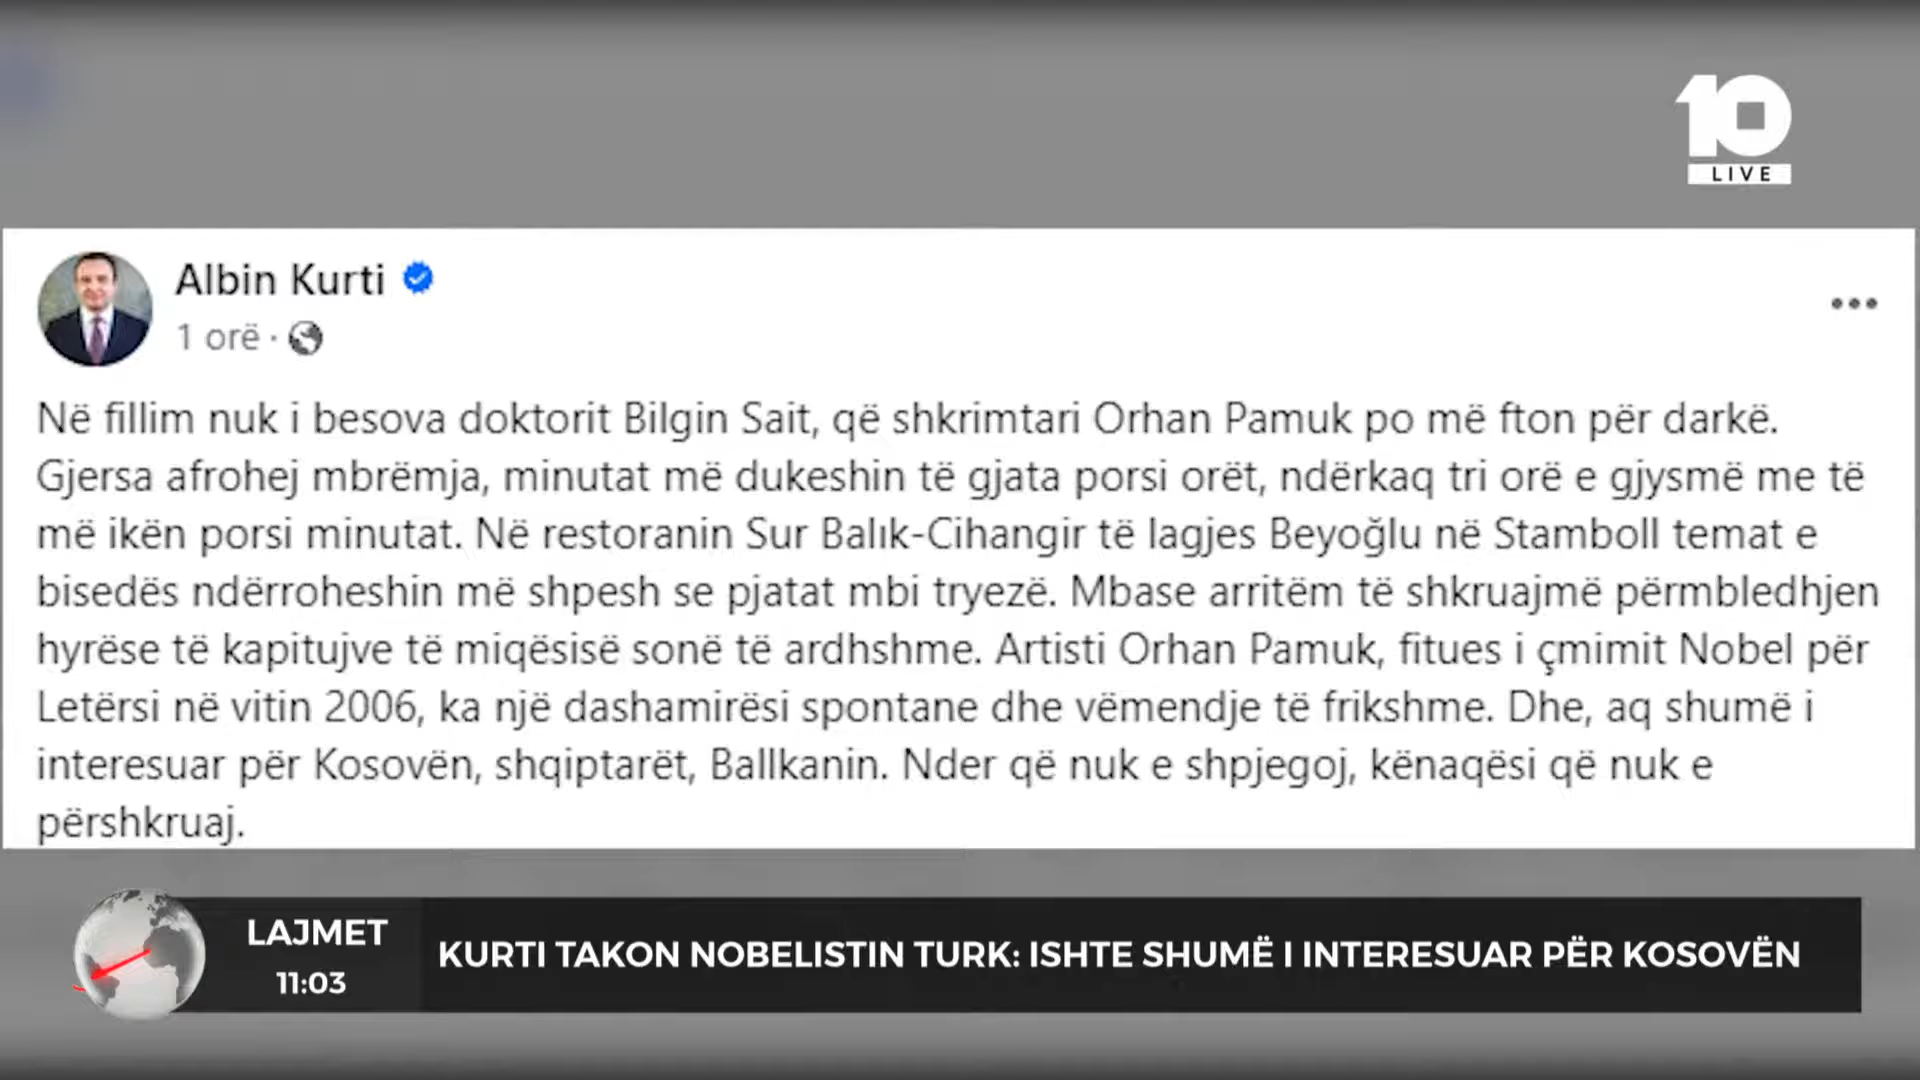 10
LIVE
Albin Kurti
1 orë ·
Në fillim nuk i besova doktorit Bilgin Sait, që shkrimtari Orhan Pamuk po më fton për darkë.
Gjersa afrohej mbrëmja, minutat më dukeshin të gjata porsi orët, ndërkaq tri orë e gjysmë me të
më ikën porsi minutat. Në restoranin Sur Balık-Cihangir të lagjes Beyoğlu në Stamboll temat e
bisedës ndërroheshin më shpesh se pjatat mbi tryezë. Mbase arritëm të shkruajmë përmbledhjen
hyrëse të kapitujve të miqësisë sonë të ardhshme. Artisti Orhan Pamuk, fitues i çmimit Nobel për
Letërsi në vitin 2006, ka një dashamirësi spontane dhe vëmendje të frikshme. Dhe, aq shumë i
interesuar për Kosovën, shqiptarët, Ballkanin. Nder që nuk e shpjegoj, kënaqësi që nuk e
përshkruaj.
LAJMET
11:03
KURTI TAKON NOBELISTIN TURK: ISHTE SHUMË I INTERESUAR PËR KOSOVËN